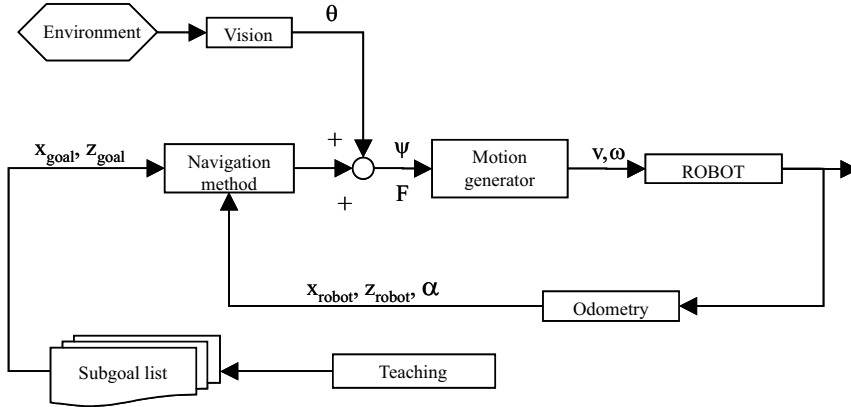 θ
Environment
Vision
+
x_goal, z_goal
Navigation
method
ψ
F
+
Motion
generator
v,ω
ROBOT
x_robot, z_robot, α
Odometry
Subgoal list
Teaching